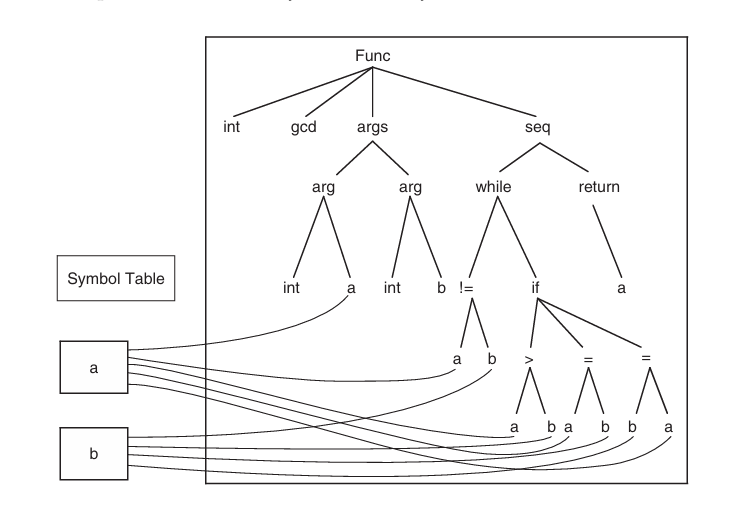 Func
int gcd args seq
arg arg while return
int a int b != if a
Symbol Table
a b > = =
a
a b a b b a
b